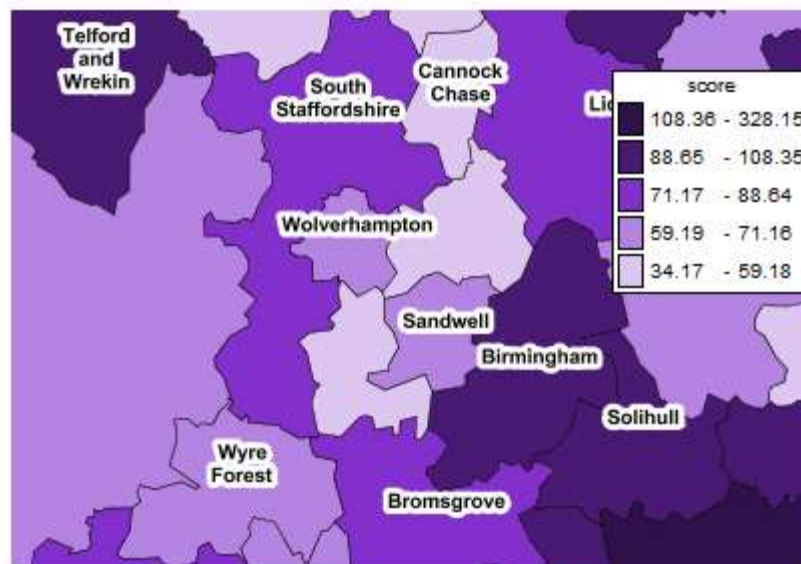 Telford
and
Wrekin
South
Staffordshire
Cannock
Chase
Wolverhampton
Sandwell
Birmingham
Solihull
Wyre
Forest
Bromsgrove
score
108.36 - 328.15
88.65 - 108.35
71.17 - 88.64
59.19 - 71.16
34.17 - 59.18